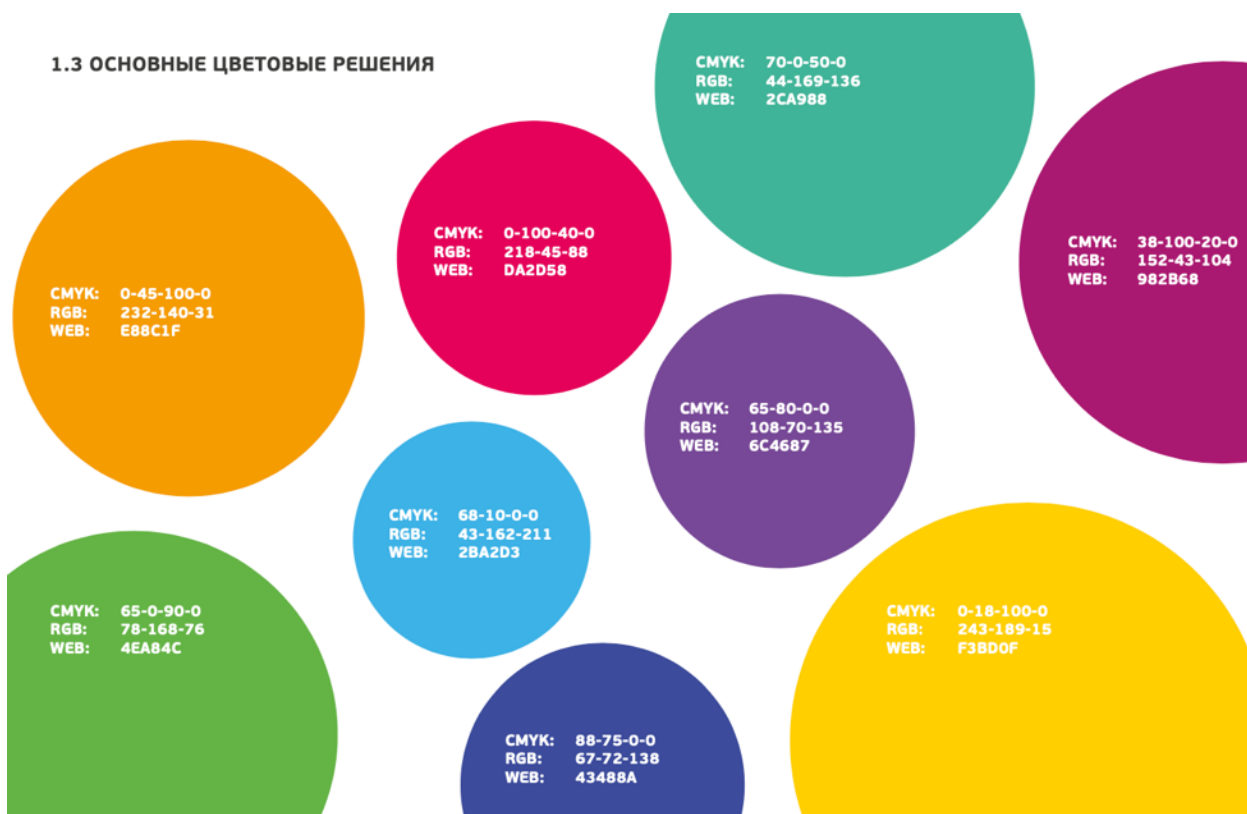 1.3 ОСНОВНЫЕ ЦВЕТОВЫЕ РЕШЕНИЯ
CMYK: 70-0-50-0
RGB: 44-169-136
WEB: 2CA988
CMYK: 0-100-40-0
RGB: 218-45-88
WEB: DA2D58
CMYK: 38-100-20-0
RGB: 152-43-104
WEB: 982B68
CMYK: 0-45-100-0
RGB: 232-140-31
WEB: E88C1F
CMYK: 65-80-0-0
RGB: 108-70-135
WEB: 6C4687
CMYK: 68-10-0-0
RGB: 43-162-211
WEB: 2BA2D3
CMYK: 65-0-90-0
RGB: 78-168-76
WEB: 4EA84C
CMYK: 0-18-100-0
RGB: 243-189-15
WEB: F3BD0F
CMYK: 88-75-0-0
RGB: 67-72-138
WEB: 43488A